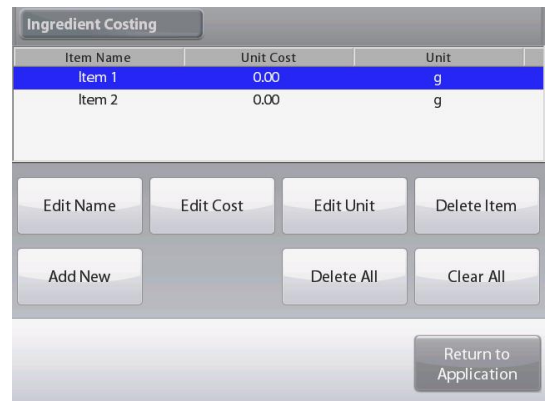 Ingredient Costing
Item Name Unit Cost Unit
Item 1 0.00 g
Item 2 0.00 g
Edit Name Edit Cost Edit Unit Delete Item
Add New Delete All Clear All
Return to
Application